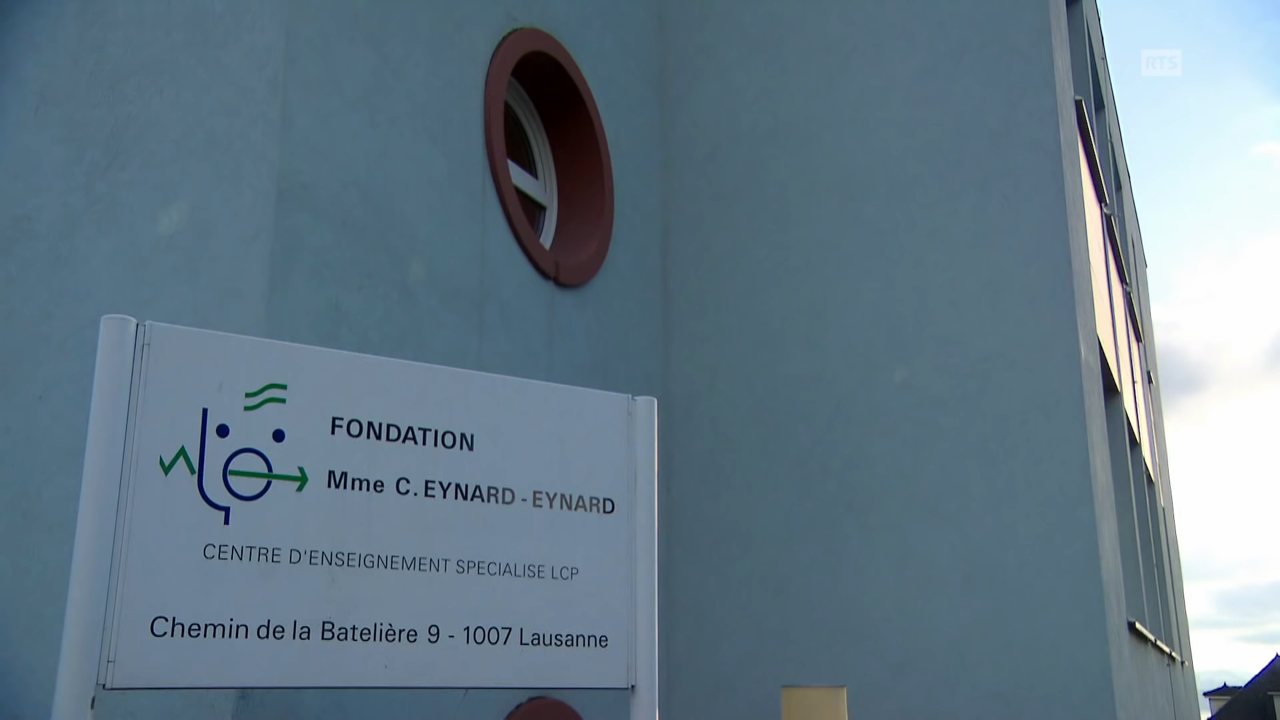 RTS
FONDATION
Mme C. EYNARD - EYNARD
CENTRE D'ENSEIGNEMENT SPECIALISE LCP
Chemin de la Batelière 9 - 1007 Lausanne